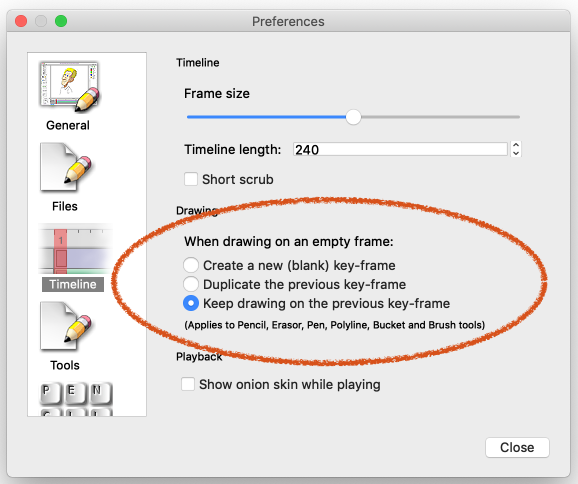 Preferences
General
Files
1
Timeline
Tools
P E N
Timeline
Frame size
Timeline length: 240
Short scrub
Drawing
When drawing on an empty frame:
Create a new (blank) key-frame
Duplicate the previous key-frame
Keep drawing on the previous key-frame
(Applies to Pencil, Erasor, Pen, Polyline, Bucket and Brush tools)
Playback
Show onion skin while playing
Close